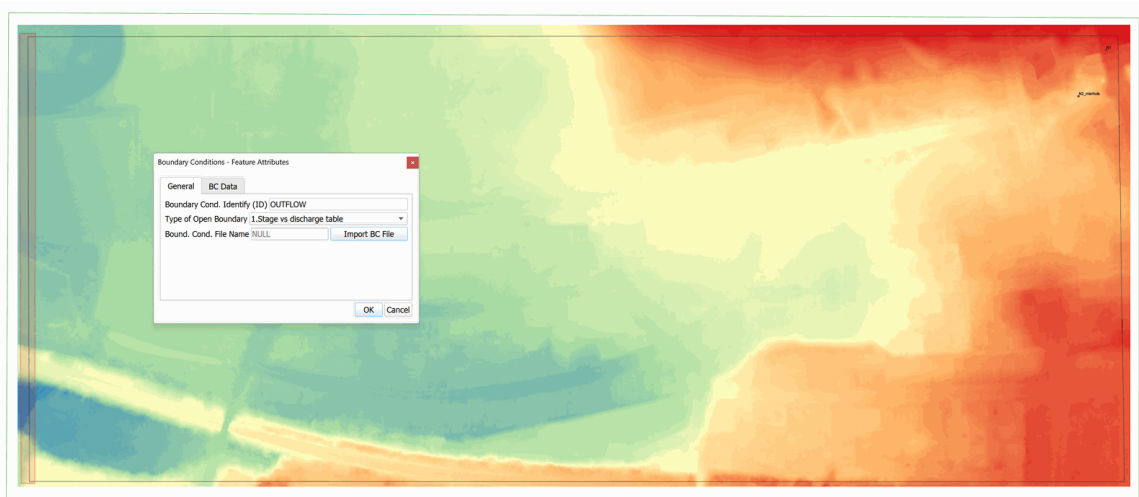 Boundary Conditions - Feature Attributes
General BC Data
Boundary Cond. Identify (ID) OUTFLOW
Type of Open Boundary 1.Stage vs discharge table
Bound. Cond. File Name NULL Import BC File
OK Cancel